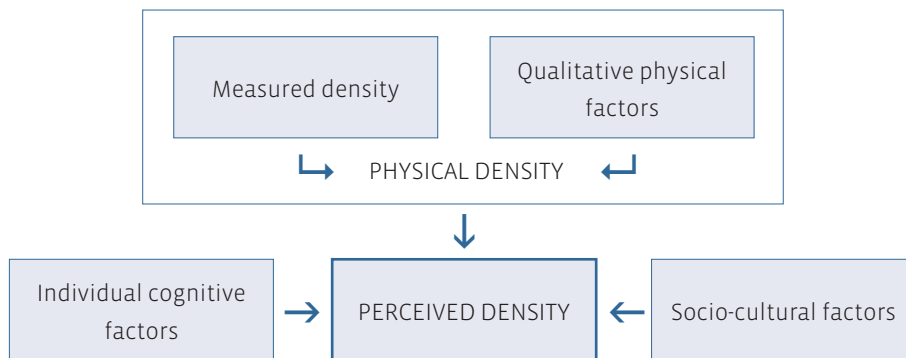 Measured density
Qualitative physical
factors
PHYSICAL DENSITY
Individual cognitive
factors
PERCEIVED DENSITY
Socio-cultural factors